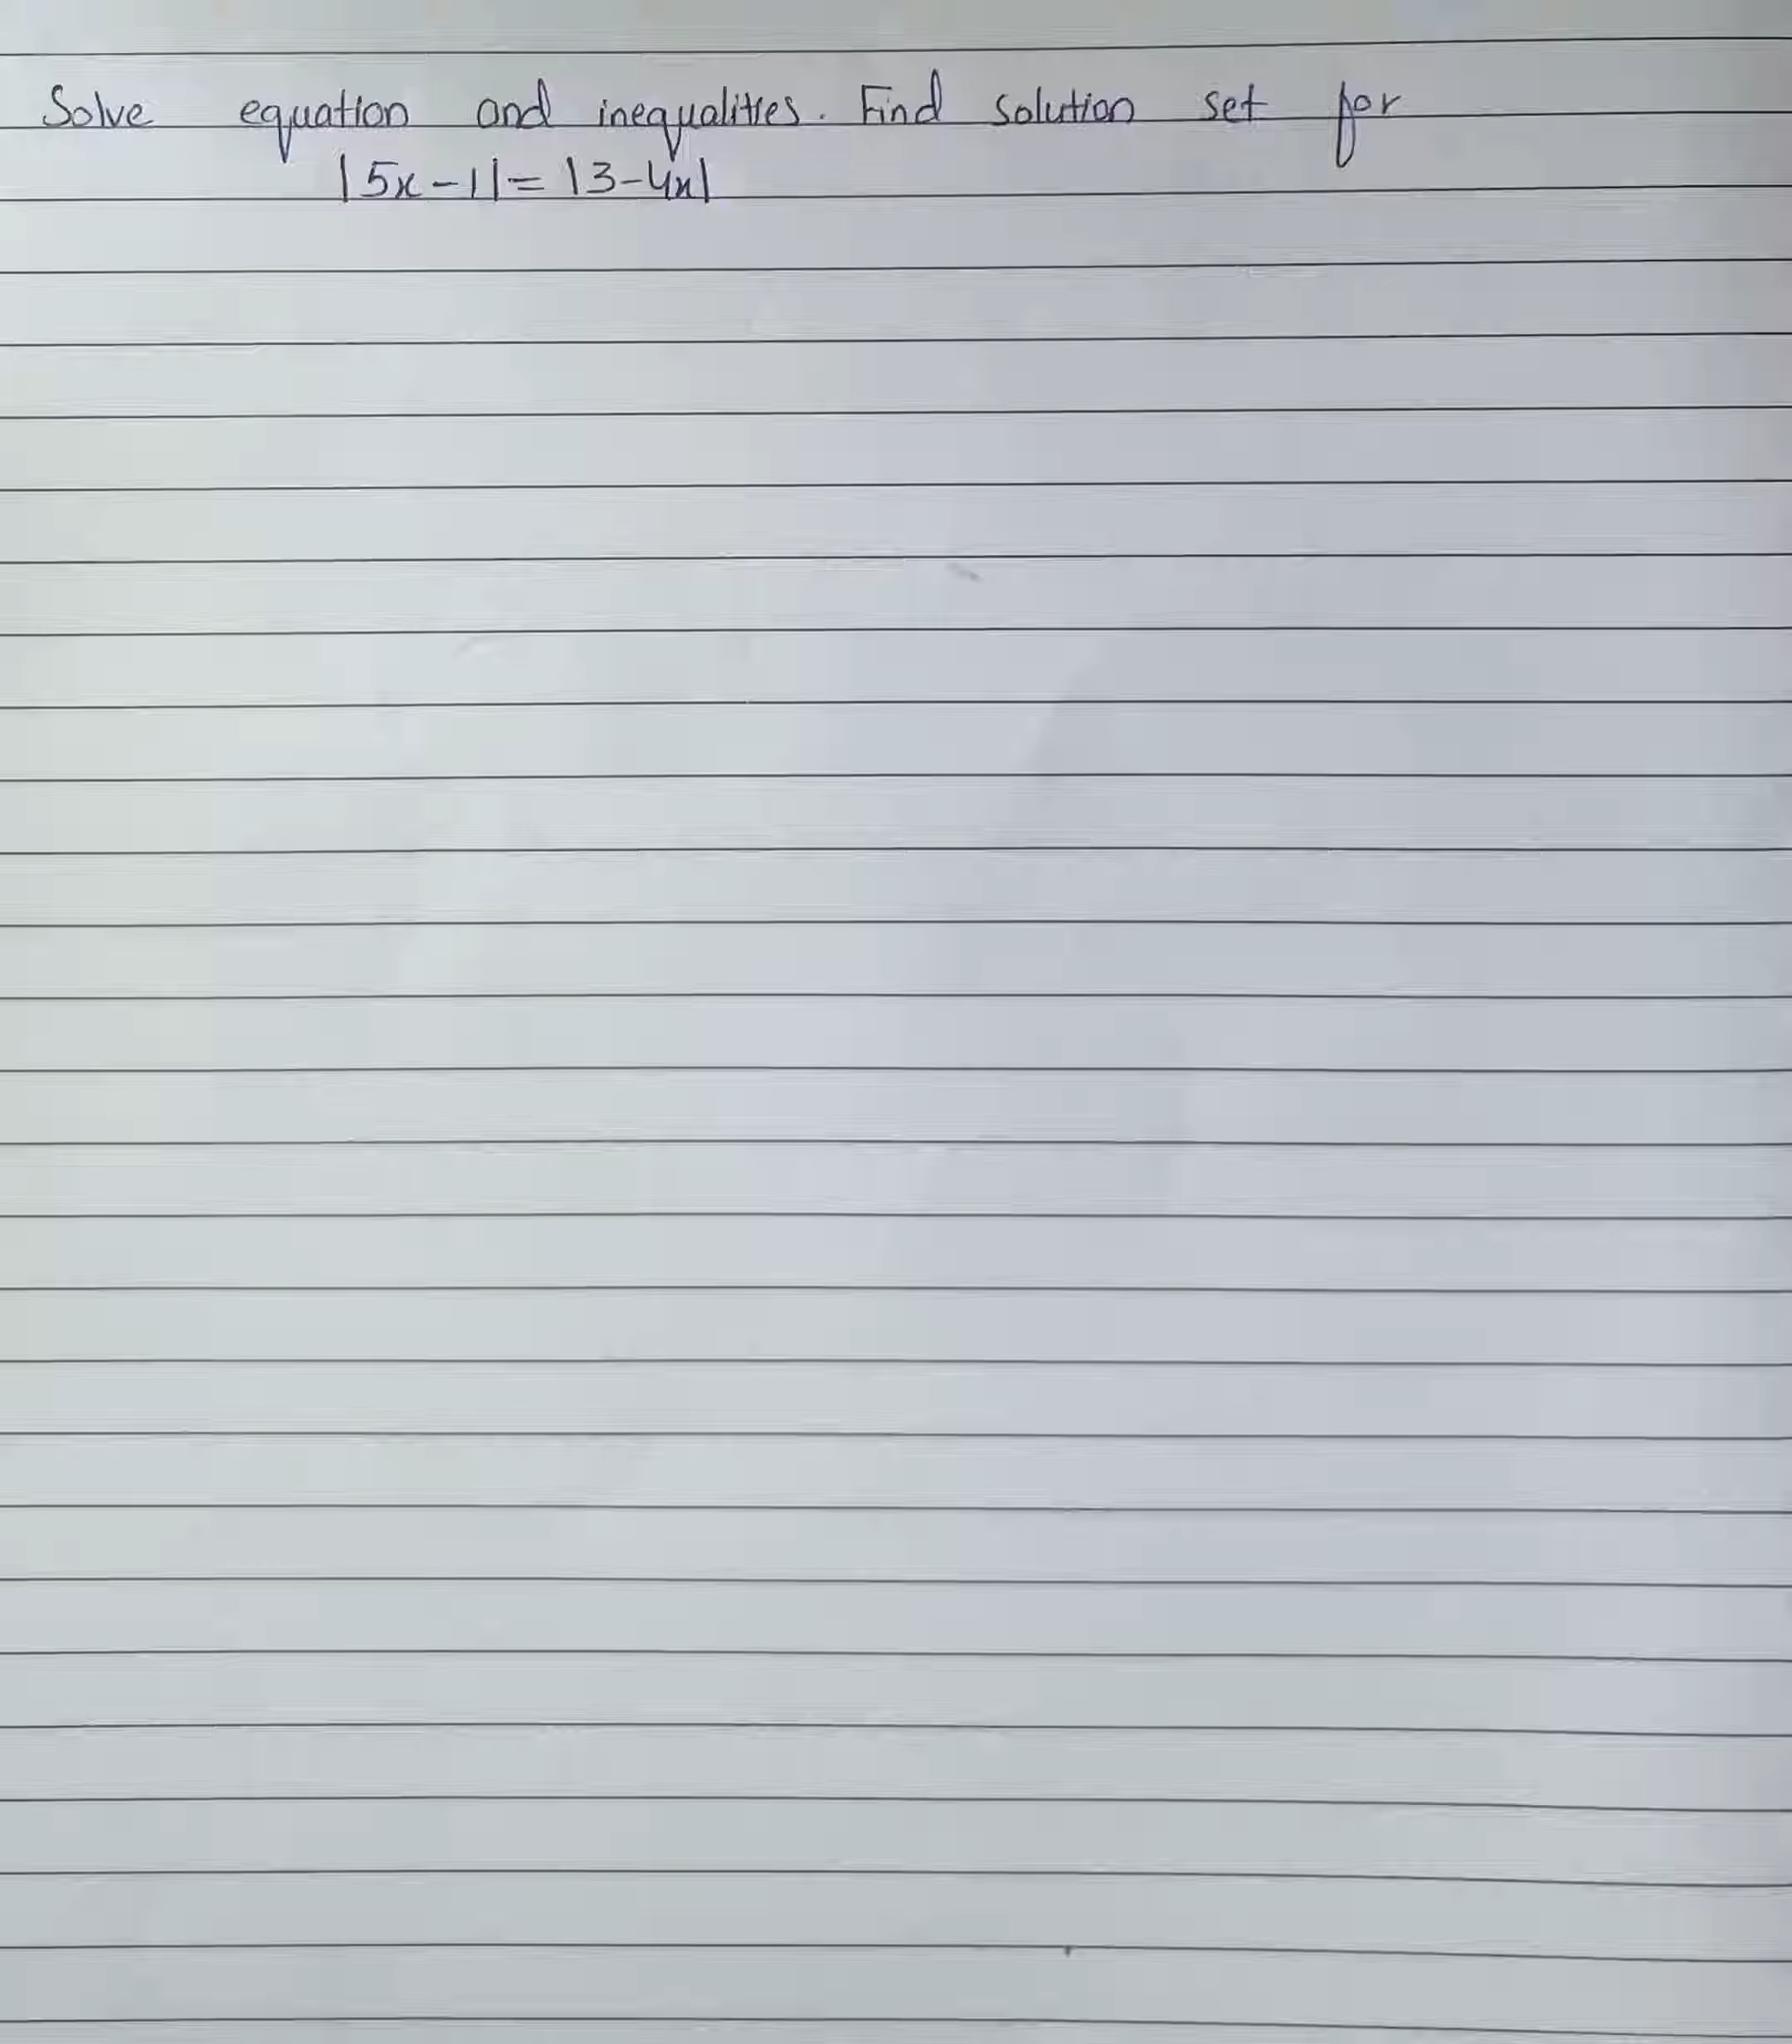 Solve equation and inequalities. Find solution set for
|5x-1|= |3-4x|